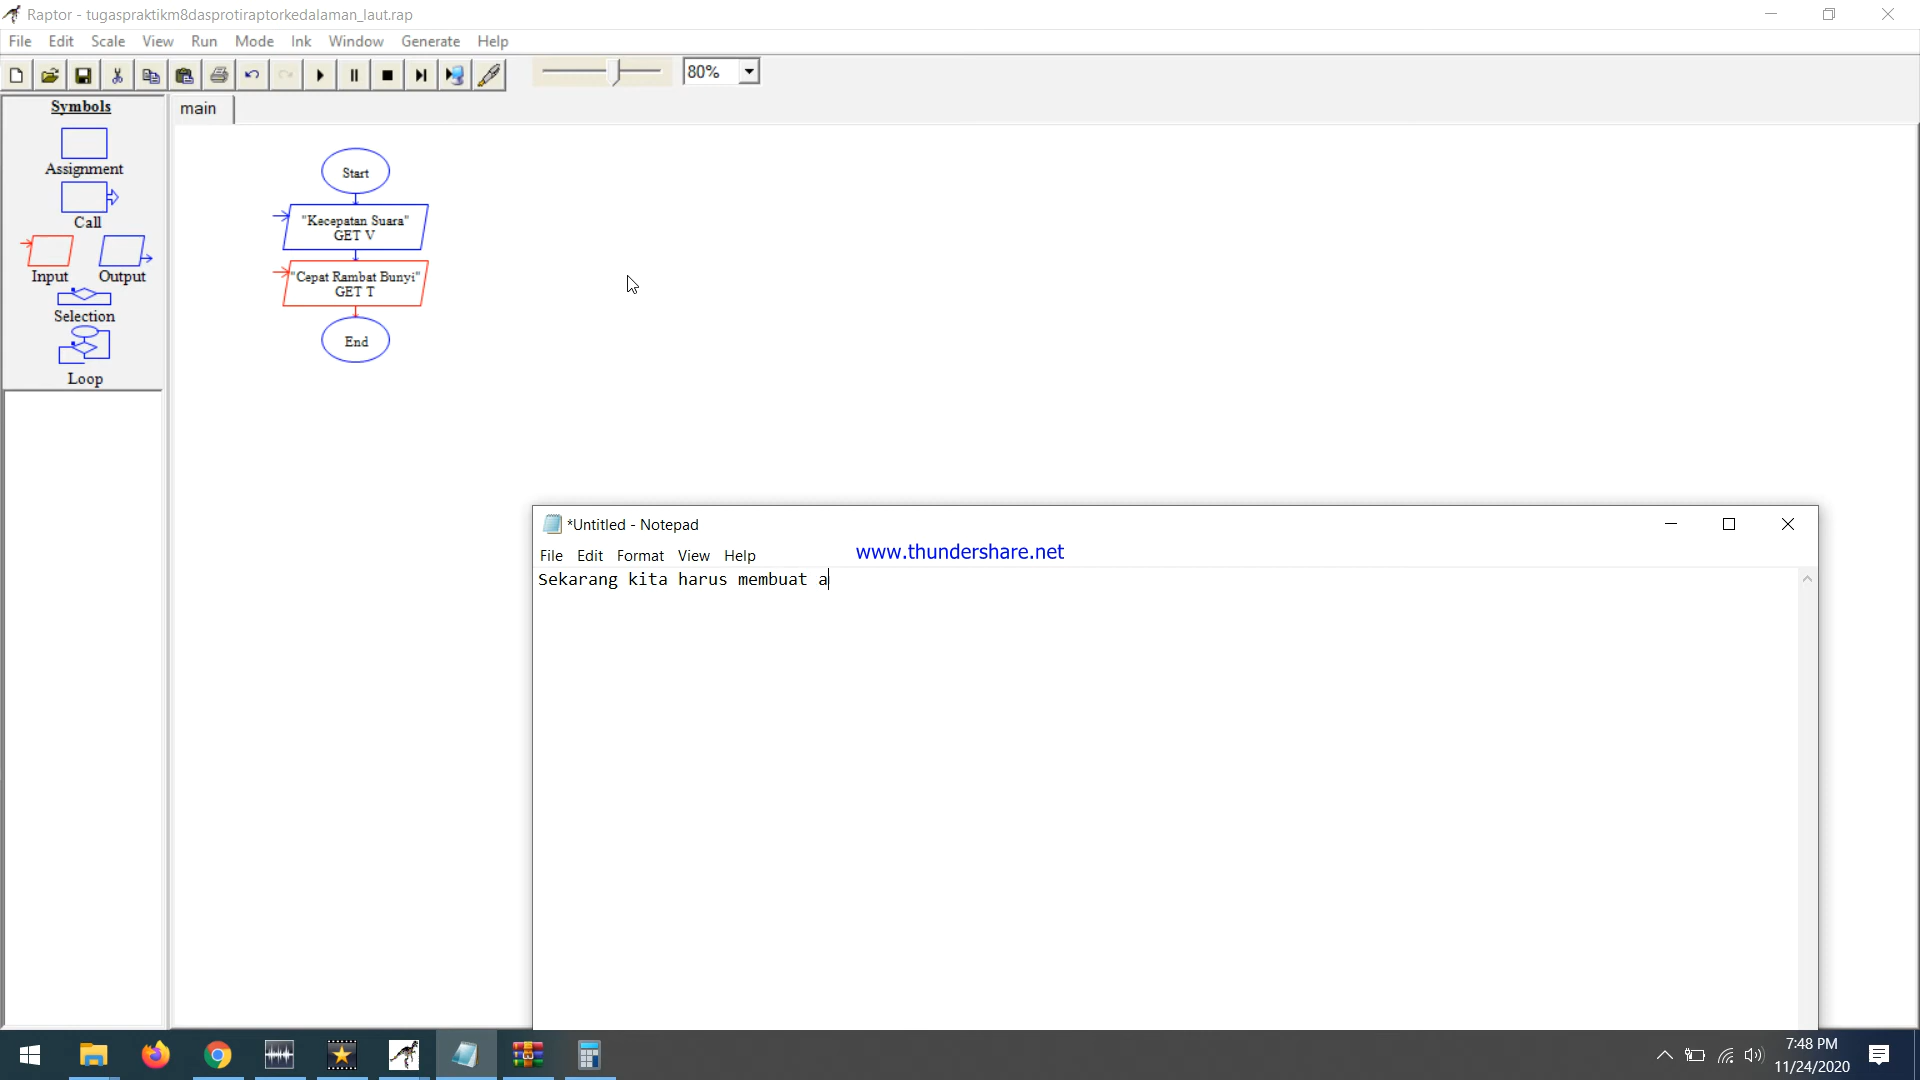 Raptor - tugaspraktikm8dasprotiraptorkedalaman_laut.rap
File Edit Scale View Run Mode Ink Window Generate Help
80%
Symbols
main
Assignment
Call
Input Output
Selection
Loop
Start
"Kecepatan Suara"
GET V
"Cepat Rambat Bunyi"
GET T
End
*Untitled - Notepad
File Edit Format View Help
www.thundershare.net
Sekarang kita harus membuat a
7:48 PM
11/24/2020